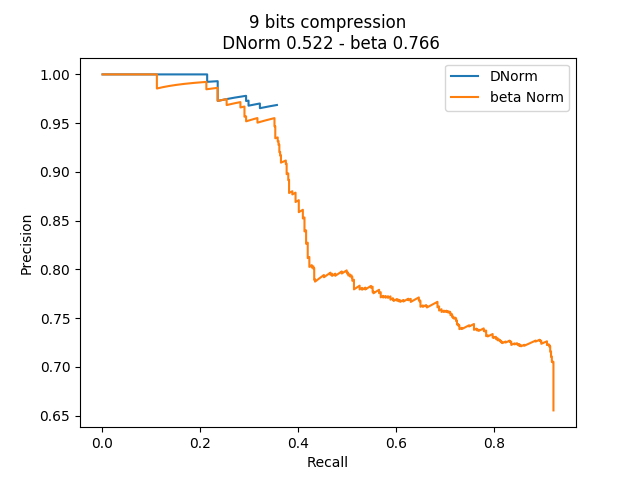 9 bits compression
DNorm 0.522 - beta 0.766
DNorm
beta Norm
1.00
0.95
0.90
0.85
0.80
0.75
0.70
0.65
Precision
0.0
0.2
0.4
0.6
0.8
Recall